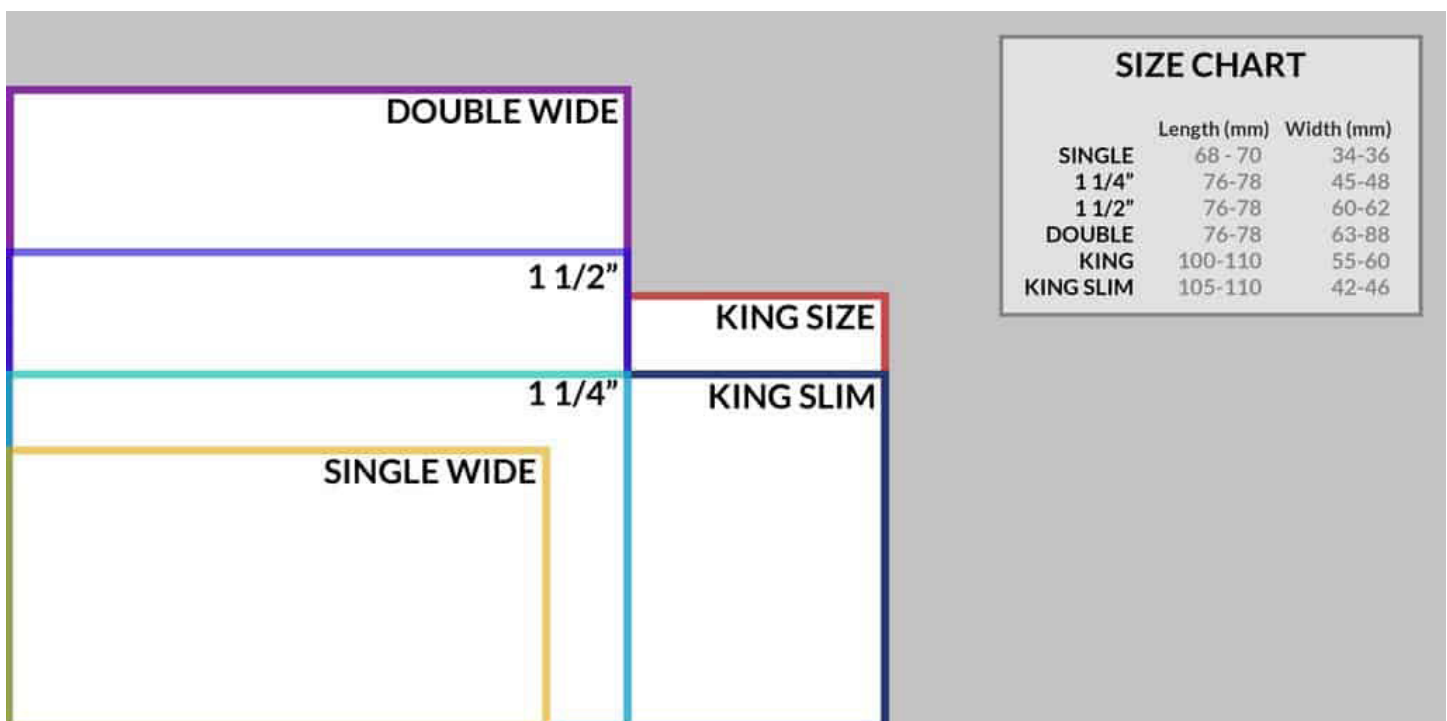 DOUBLE WIDE
1 1/2”
KING SIZE
1 1/4”
KING SLIM
SINGLE WIDE
SIZE CHART
Length (mm) Width (mm)
SINGLE 68 - 70 34-36
1 1/4” 76-78 45-48
1 1/2” 76-78 60-62
DOUBLE 76-78 63-88
KING 100-110 55-60
KING SLIM 105-110 42-46